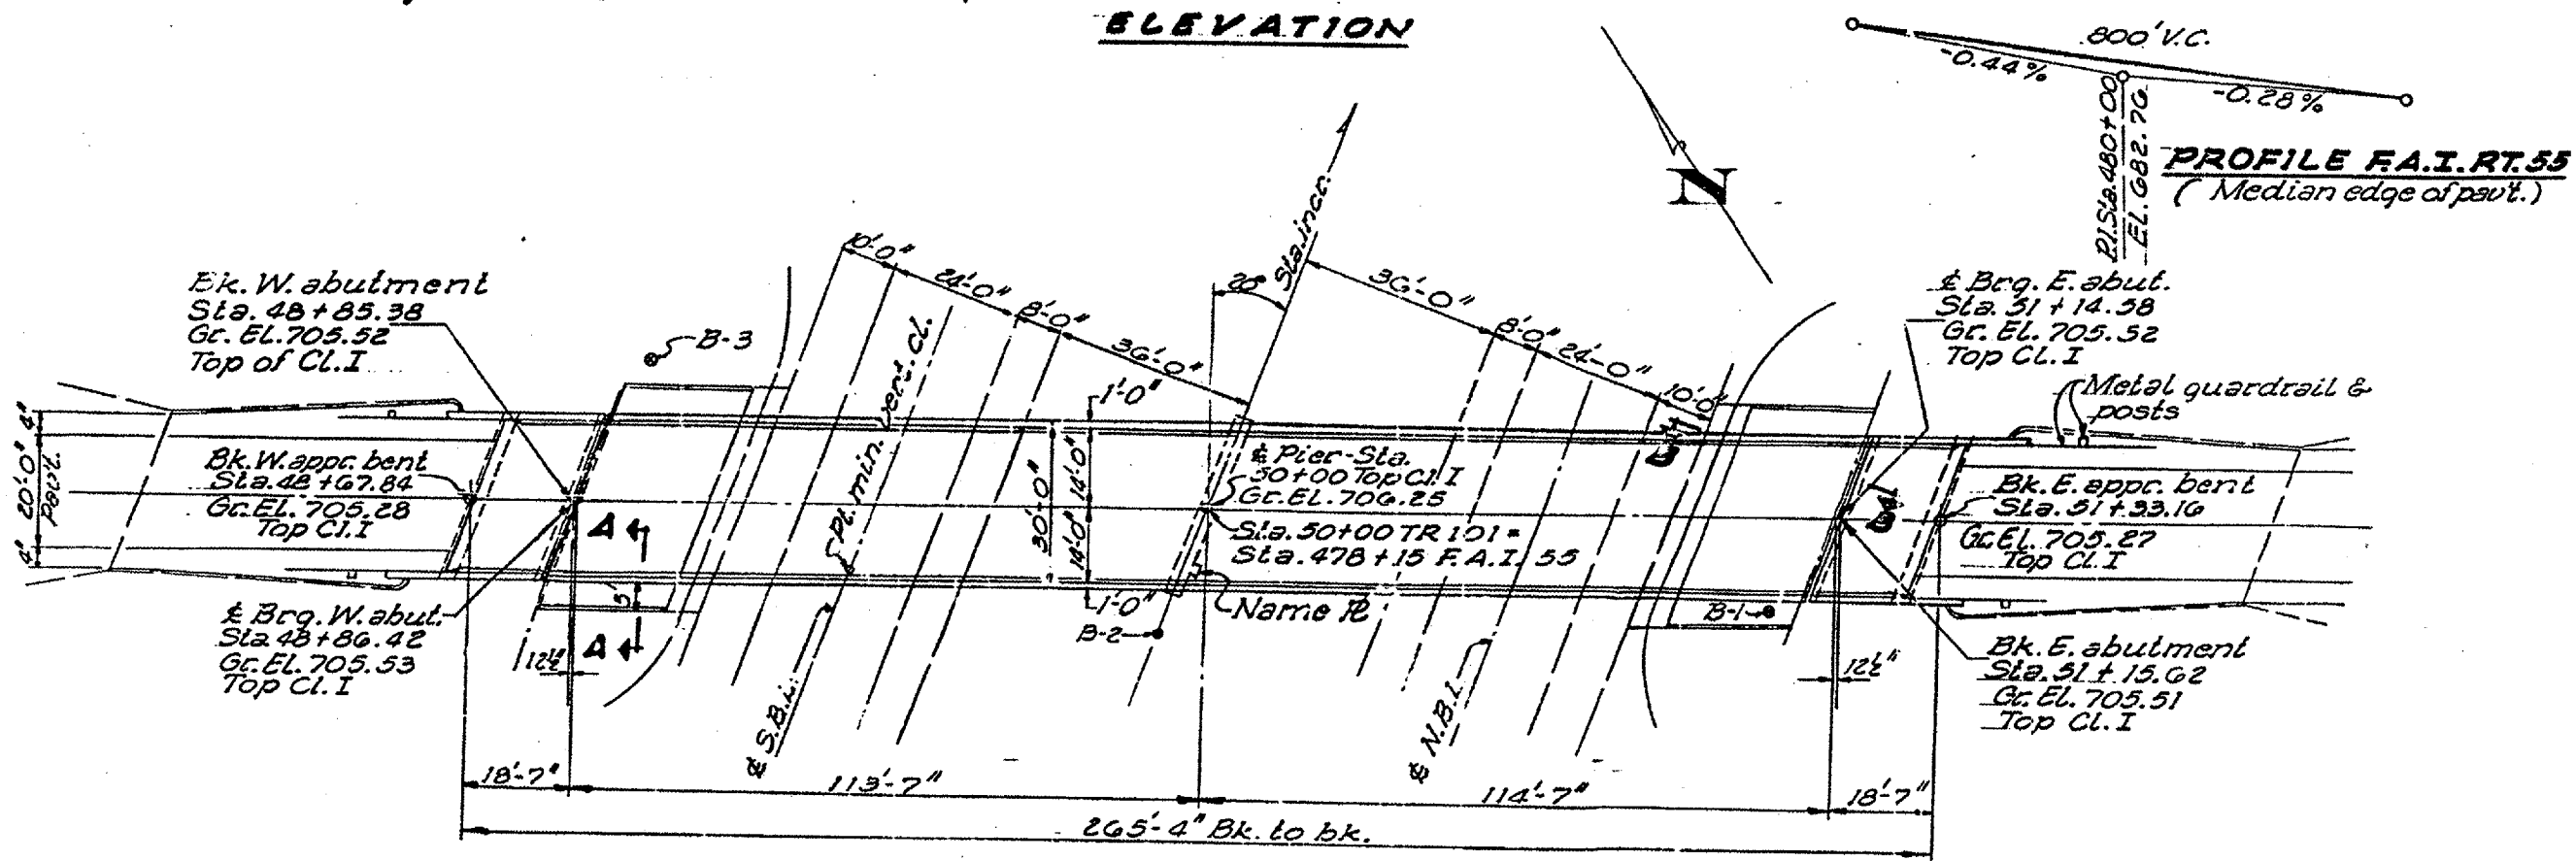 ELEVATION
800' V.C.
-0.44%
-0.28%
P.I. Sta. 480+00
EL. 682.76
PROFILE F.A.I. RT. 55
( Median edge of pav't.)
N
Sta. incr.
20°
10'-0"
24'-0"
8'-0"
36'-0"
36'-0"
8'-0"
24'-0"
10'-0"
Bk. W. abutment
Sta. 48+85.38
Gr. El. 705.52
Top of Cl. I
B-3
Pt. min. vert. cl.
₵ Brg. E. abut.
Sta. 51+14.58
Gr. El. 705.52
Top Cl. I
Metal guardrail &
posts
4"
20'-0"
Pav't.
4"
Bk. W. appr. bent
Sta. 48+67.84
Gr. El. 705.28
Top Cl. I
1'-0"
14'-0"
30'-0"
14'-0"
1'-0"
₵ Pier-Sta.
50+00 Top Cl. I
Gr. El. 706.25
Sta. 50+00 TR 101 =
Sta. 478+15 F.A.I. 55
Bk. E. appr. bent
Sta. 51+33.16
Gr. El. 705.27
Top Cl. I
A
A
5'
₵ Brg. W. abut.
Sta 48+86.42
Gr. El. 705.53
Top Cl. I
12½"
₵ S.B.L.
B-2
Name PL
₵ N.B.L.
B-1
12½"
Bk. E. abutment
Sta. 51+15.62
Gr. El. 705.51
Top Cl. I
18'-7"
113'-7"
114'-7"
18'-7"
265'-4" Bk. to bk.